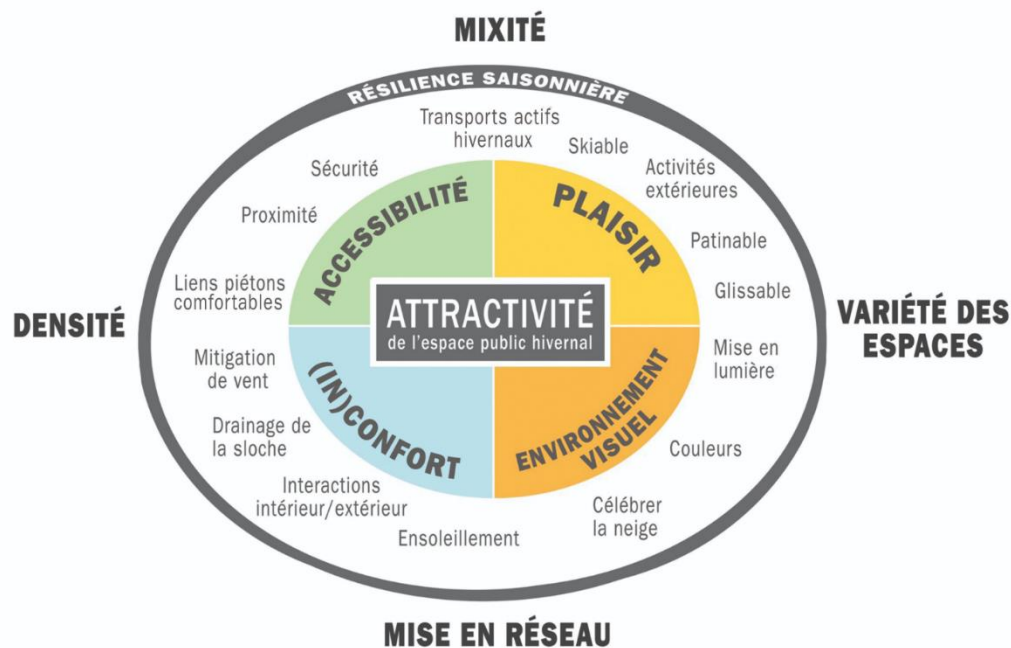 MIXITÉ
RÉSILIENCE SAISONNIÈRE
Transports actifs
hivernaux
Skiable
Activités
extérieures
Sécurité
Proximité
Patinable
Liens piétons
comfortables
Glissable
ACCESSIBILITÉ
PLAISIR
ATTRACTIVITÉ
de l'espace public hivernal
DENSITÉ
VARIÉTÉ DES
ESPACES
(IN)CONFORT
ENVIRONNEMENT
VISUEL
Mitigation
de vent
Mise en
lumière
Drainage de
la sloche
Couleurs
Interactions
intérieur/extérieur
Célébrer
la neige
Ensoleillement
MISE EN RÉSEAU